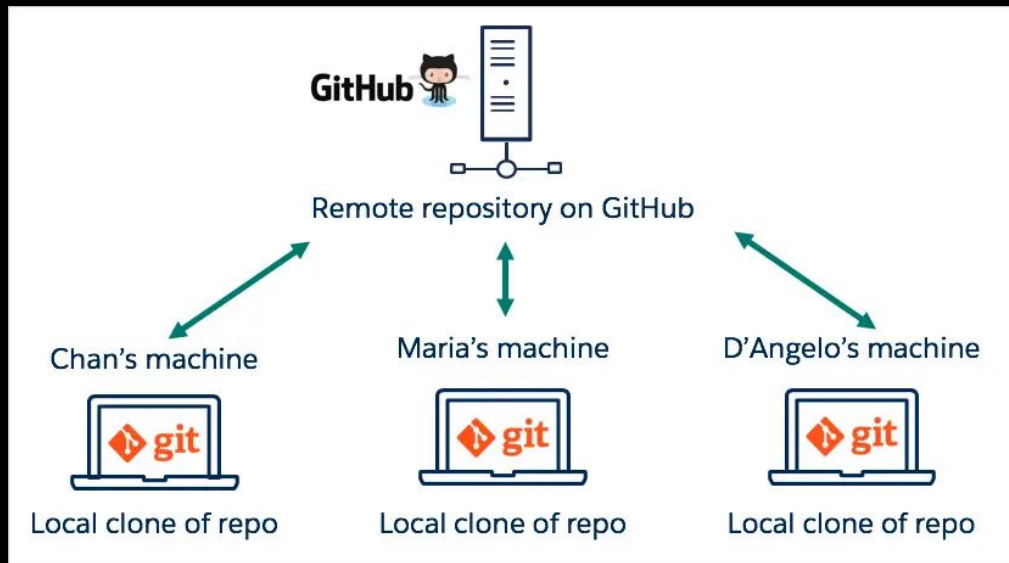 GitHub
Remote repository on GitHub
Chan’s machine
Maria’s machine
D’Angelo’s machine
git
git
git
Local clone of repo
Local clone of repo
Local clone of repo